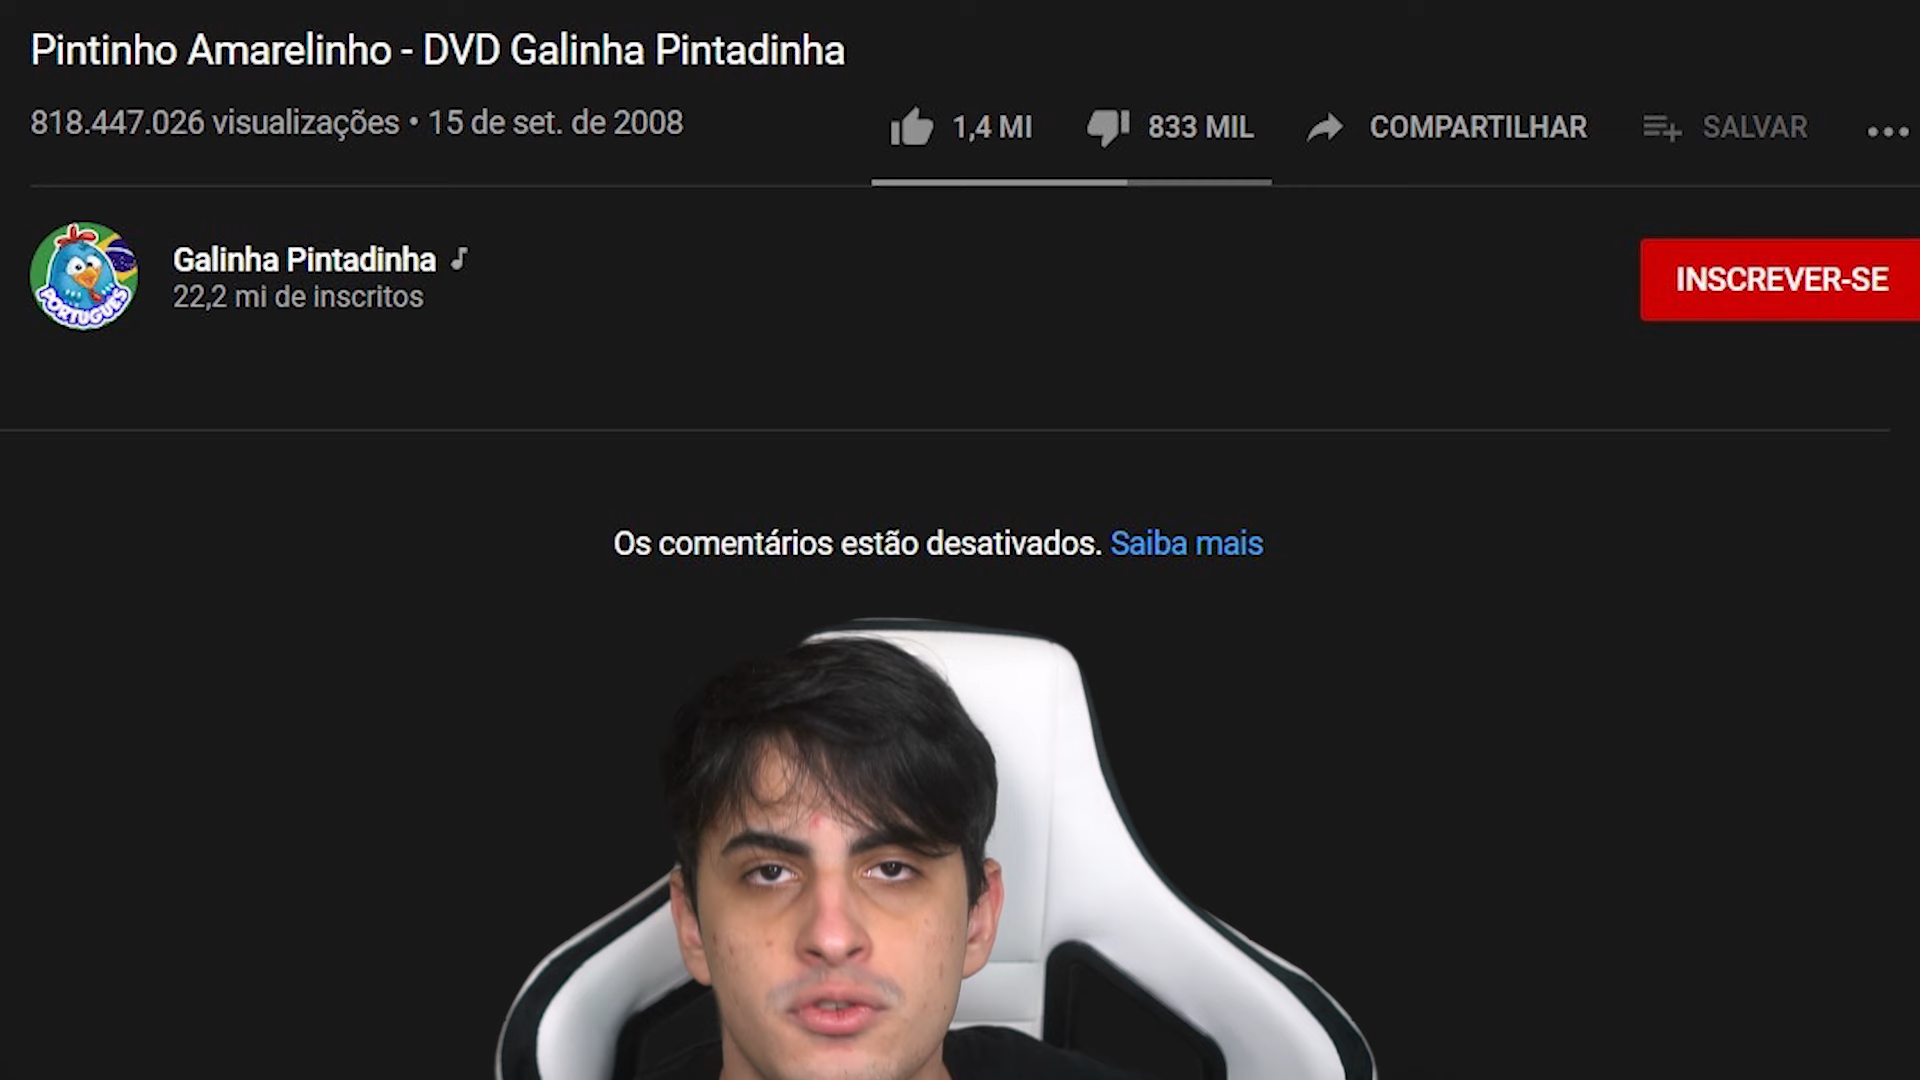 Pintinho Amarelinho - DVD Galinha Pintadinha
818.447.026 visualizações • 15 de set. de 2008
1,4 MI
833 MIL
COMPARTILHAR
SALVAR
Galinha Pintadinha
22,2 mi de inscritos
PORTUGUÊS
INSCREVER-SE
Os comentários estão desativados. Saiba mais